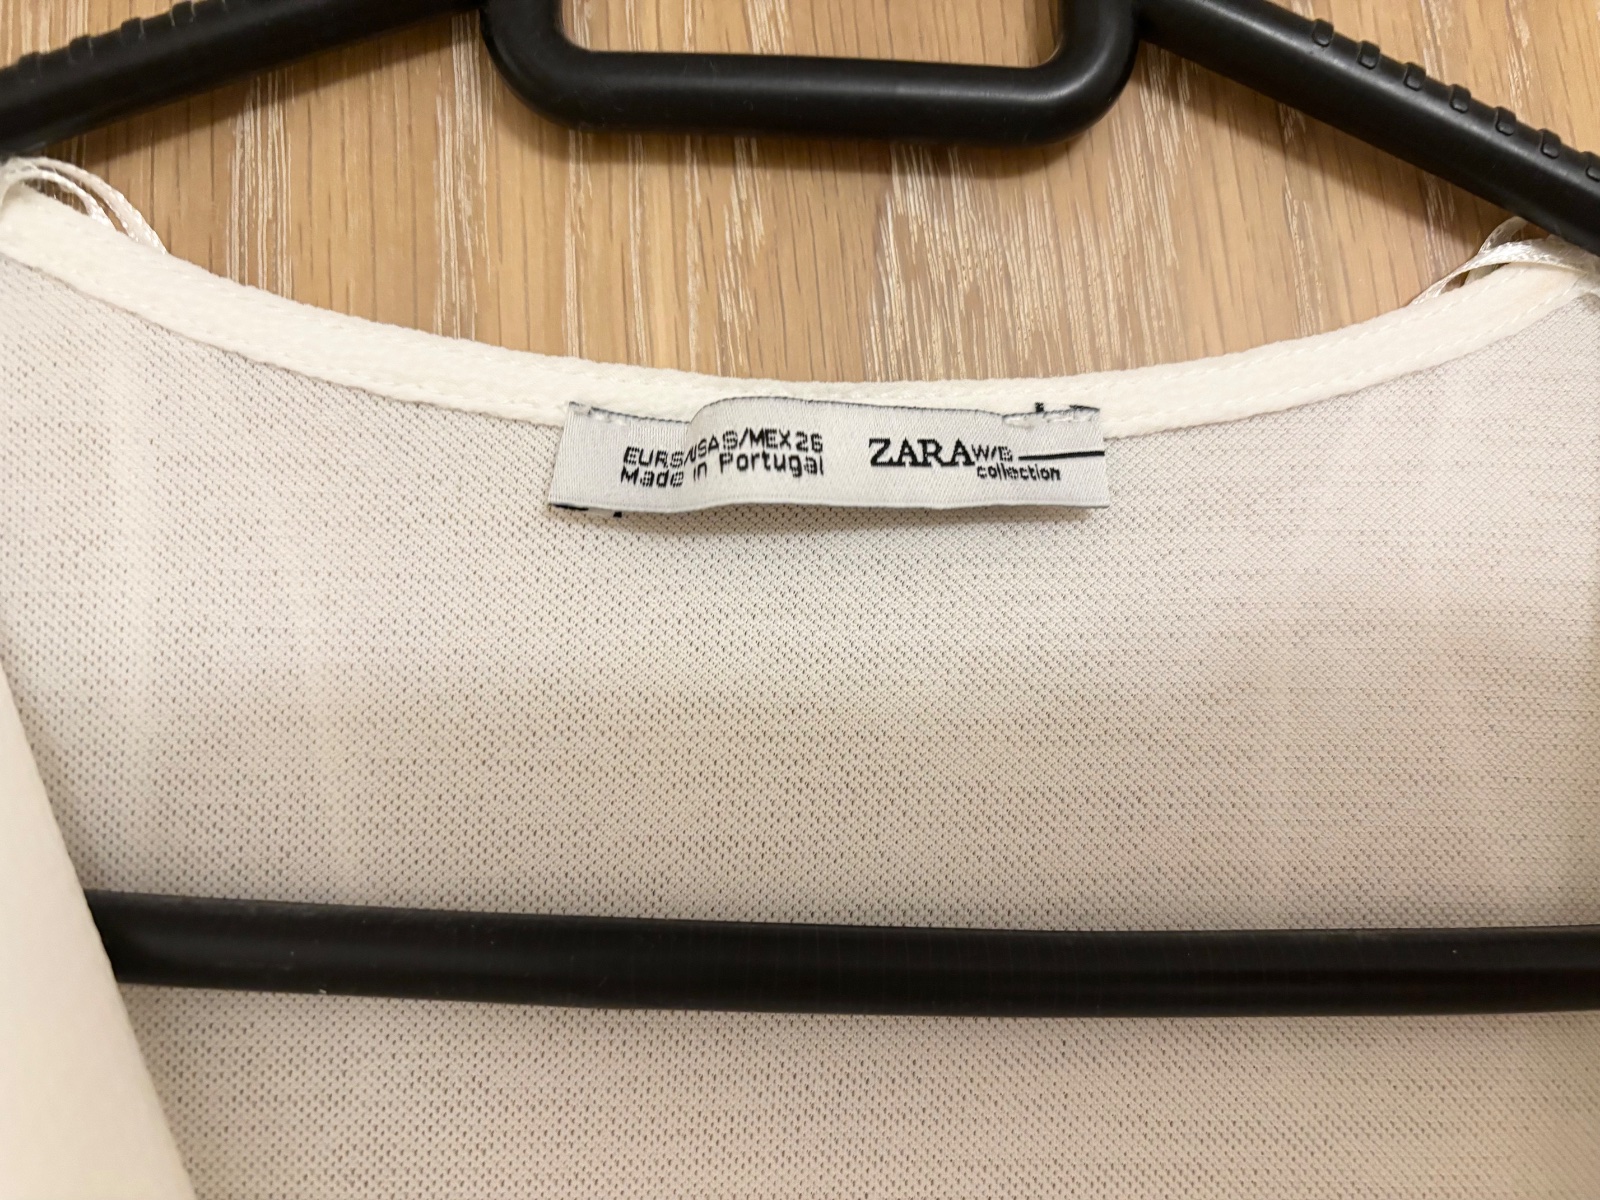 EUR S/USA S/MEX 26
Made in Portugal
ZARA W/B
collection